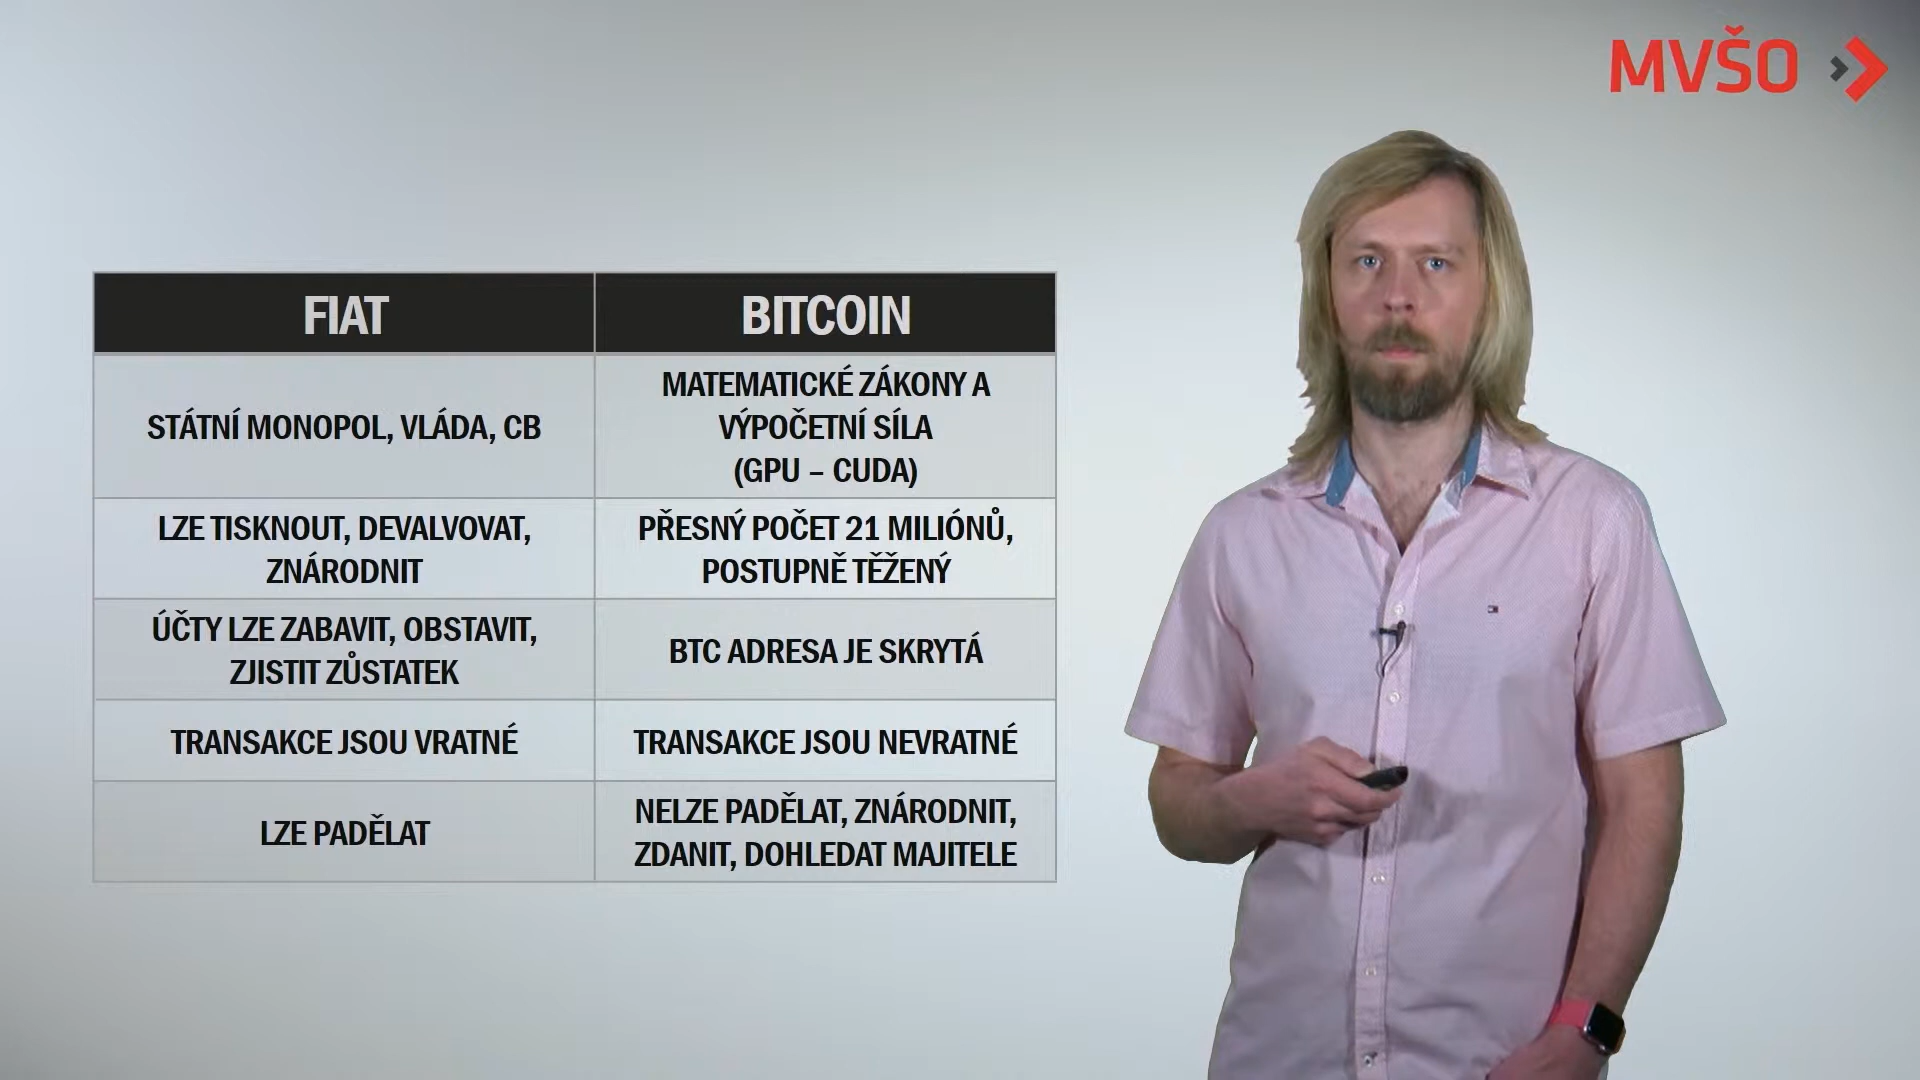 MVŠO
FIAT
BITCOIN
STÁTNÍ MONOPOL, VLÁDA, CB
MATEMATICKÉ ZÁKONY A
VÝPOČETNÍ SÍLA
(GPU – CUDA)
LZE TISKNOUT, DEVALVOVAT,
ZNÁRODNIT
PŘESNÝ POČET 21 MILIÓNŮ,
POSTUPNĚ TĚŽENÝ
ÚČTY LZE ZABAVIT, OBSTAVIT,
ZJISTIT ZŮSTATEK
BTC ADRESA JE SKRYTÁ
TRANSAKCE JSOU VRATNÉ
TRANSAKCE JSOU NEVRATNÉ
LZE PADĚLAT
NELZE PADĚLAT, ZNÁRODNIT,
ZDANIT, DOHLEDAT MAJITELE